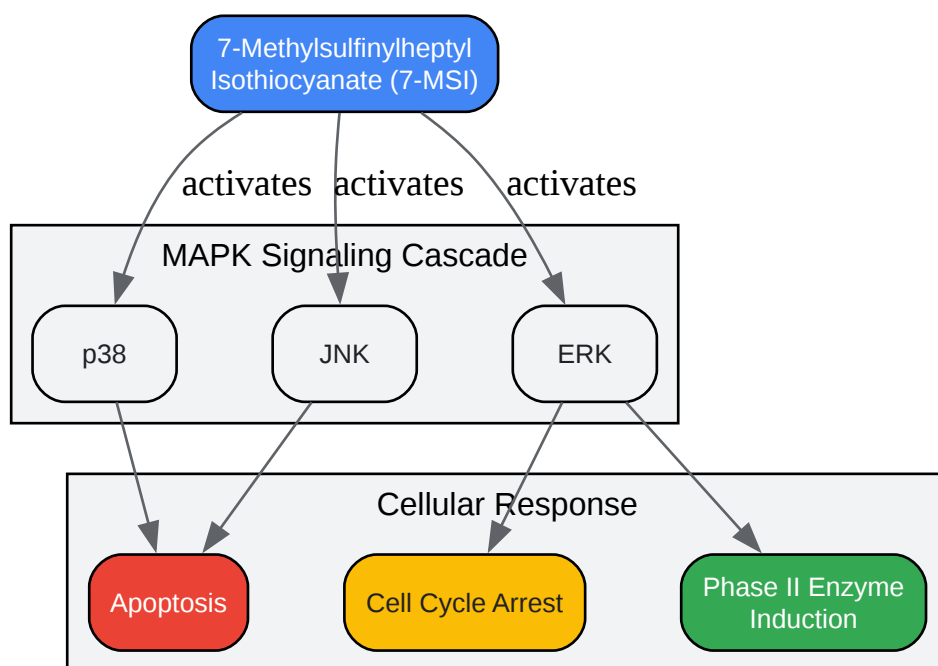 7-Methylsulfinylheptyl
Isothiocyanate (7-MSI)
activates
activates
activates
MAPK Signaling Cascade
p38
JNK
ERK
Cellular Response
Apoptosis
Cell Cycle Arrest
Phase II Enzyme
Induction